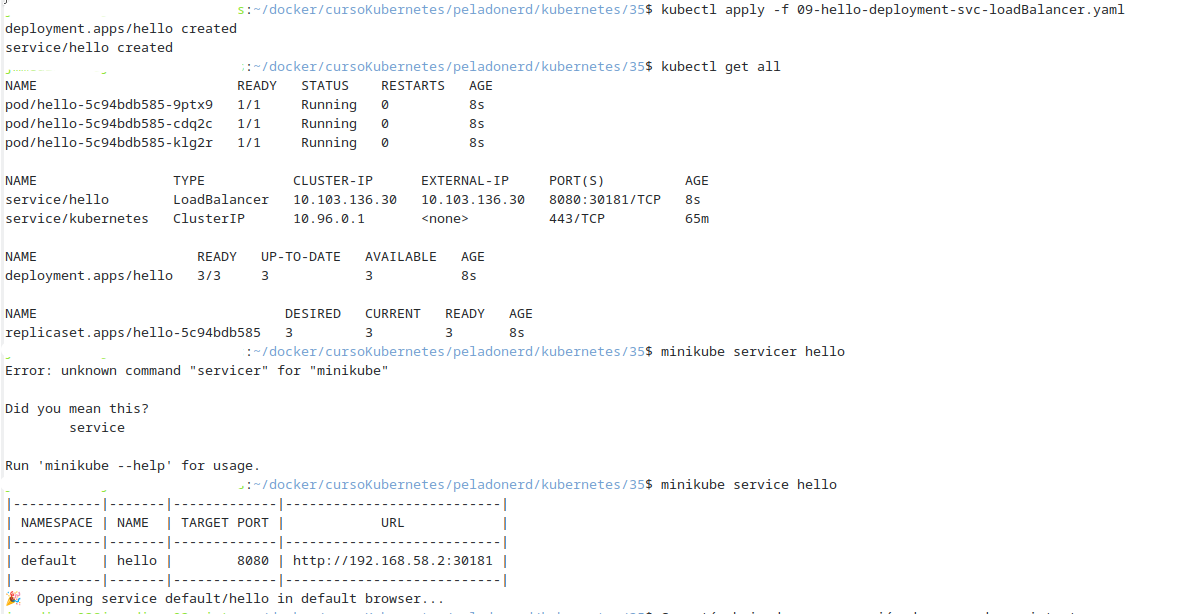 s:~/docker/cursoKubernetes/peladonerd/kubernetes/35$ kubectl apply -f 09-hello-deployment-svc-loadBalancer.yaml
deployment.apps/hello created
service/hello created
:~/docker/cursoKubernetes/peladonerd/kubernetes/35$ kubectl get all
NAME READY STATUS RESTARTS AGE
pod/hello-5c94bdb585-9ptx9 1/1 Running 0 8s
pod/hello-5c94bdb585-cdq2c 1/1 Running 0 8s
pod/hello-5c94bdb585-klg2r 1/1 Running 0 8s
NAME TYPE CLUSTER-IP EXTERNAL-IP PORT(S) AGE
service/hello LoadBalancer 10.103.136.30 10.103.136.30 8080:30181/TCP 8s
service/kubernetes ClusterIP 10.96.0.1 <none> 443/TCP 65m
NAME READY UP-TO-DATE AVAILABLE AGE
deployment.apps/hello 3/3 3 3 8s
NAME DESIRED CURRENT READY AGE
replicaset.apps/hello-5c94bdb585 3 3 3 8s
:~/docker/cursoKubernetes/peladonerd/kubernetes/35$ minikube servicer hello
Error: unknown command "servicer" for "minikube"
Did you mean this?
service
Run 'minikube --help' for usage.
:~/docker/cursoKubernetes/peladonerd/kubernetes/35$ minikube service hello
|-----------|-------|-------------|---------------------------|
| NAMESPACE | NAME | TARGET PORT | URL |
|-----------|-------|-------------|---------------------------|
| default | hello | 8080 | http://192.168.58.2:30181 |
|-----------|-------|-------------|---------------------------|
🎉 Opening service default/hello in default browser...